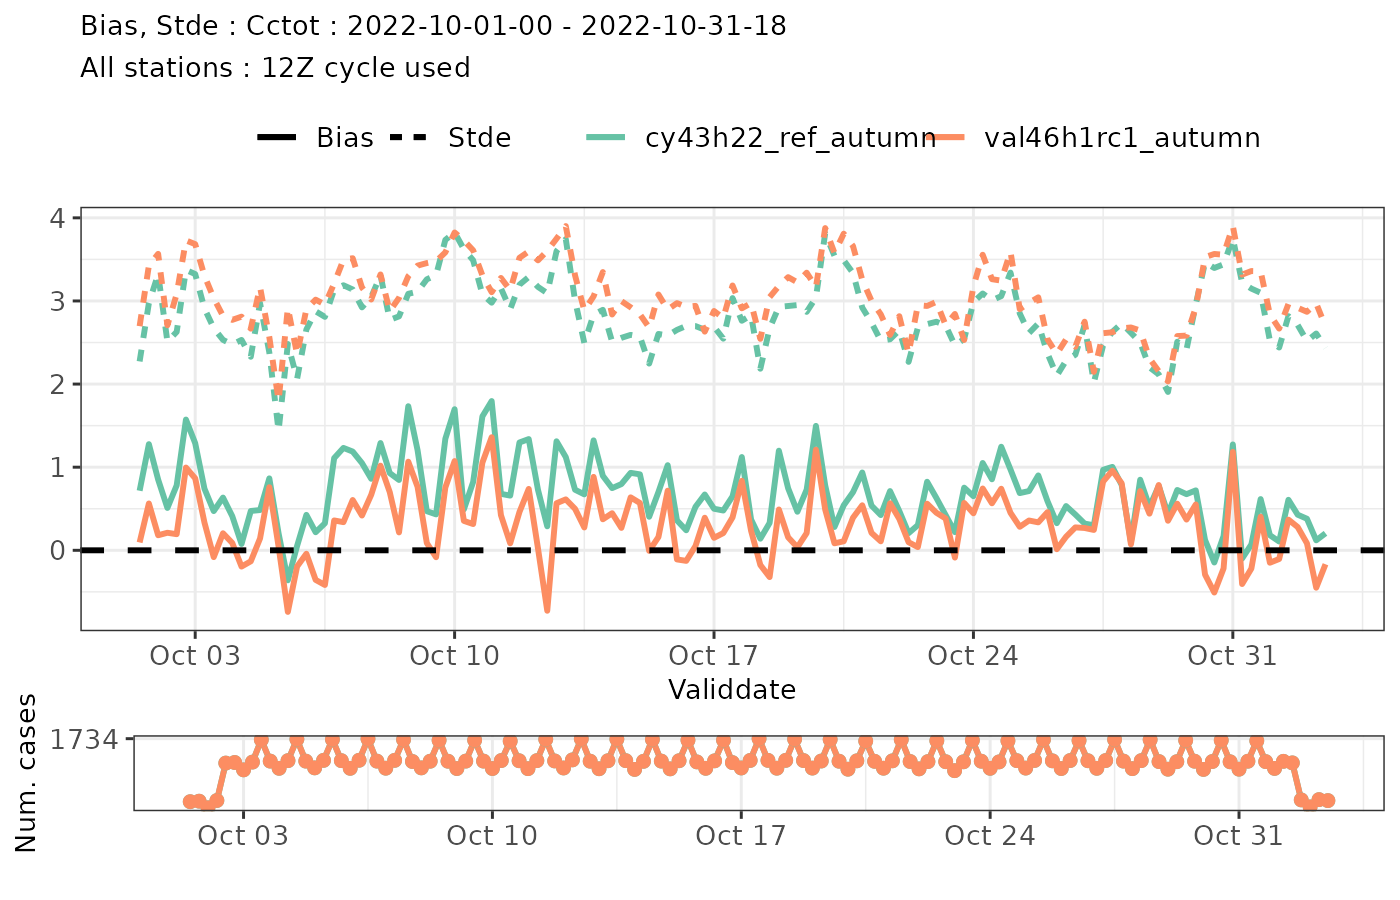 Bias, Stde : Cctot : 2022-10-01-00 - 2022-10-31-18
All stations : 12Z cycle used
Bias Stde cy43h22_ref_autumn val46h1rc1_autumn
4
3
2
1
0
Oct 03 Oct 10 Oct 17 Oct 24 Oct 31
Validdate
Num. cases
1734
Oct 03 Oct 10 Oct 17 Oct 24 Oct 31